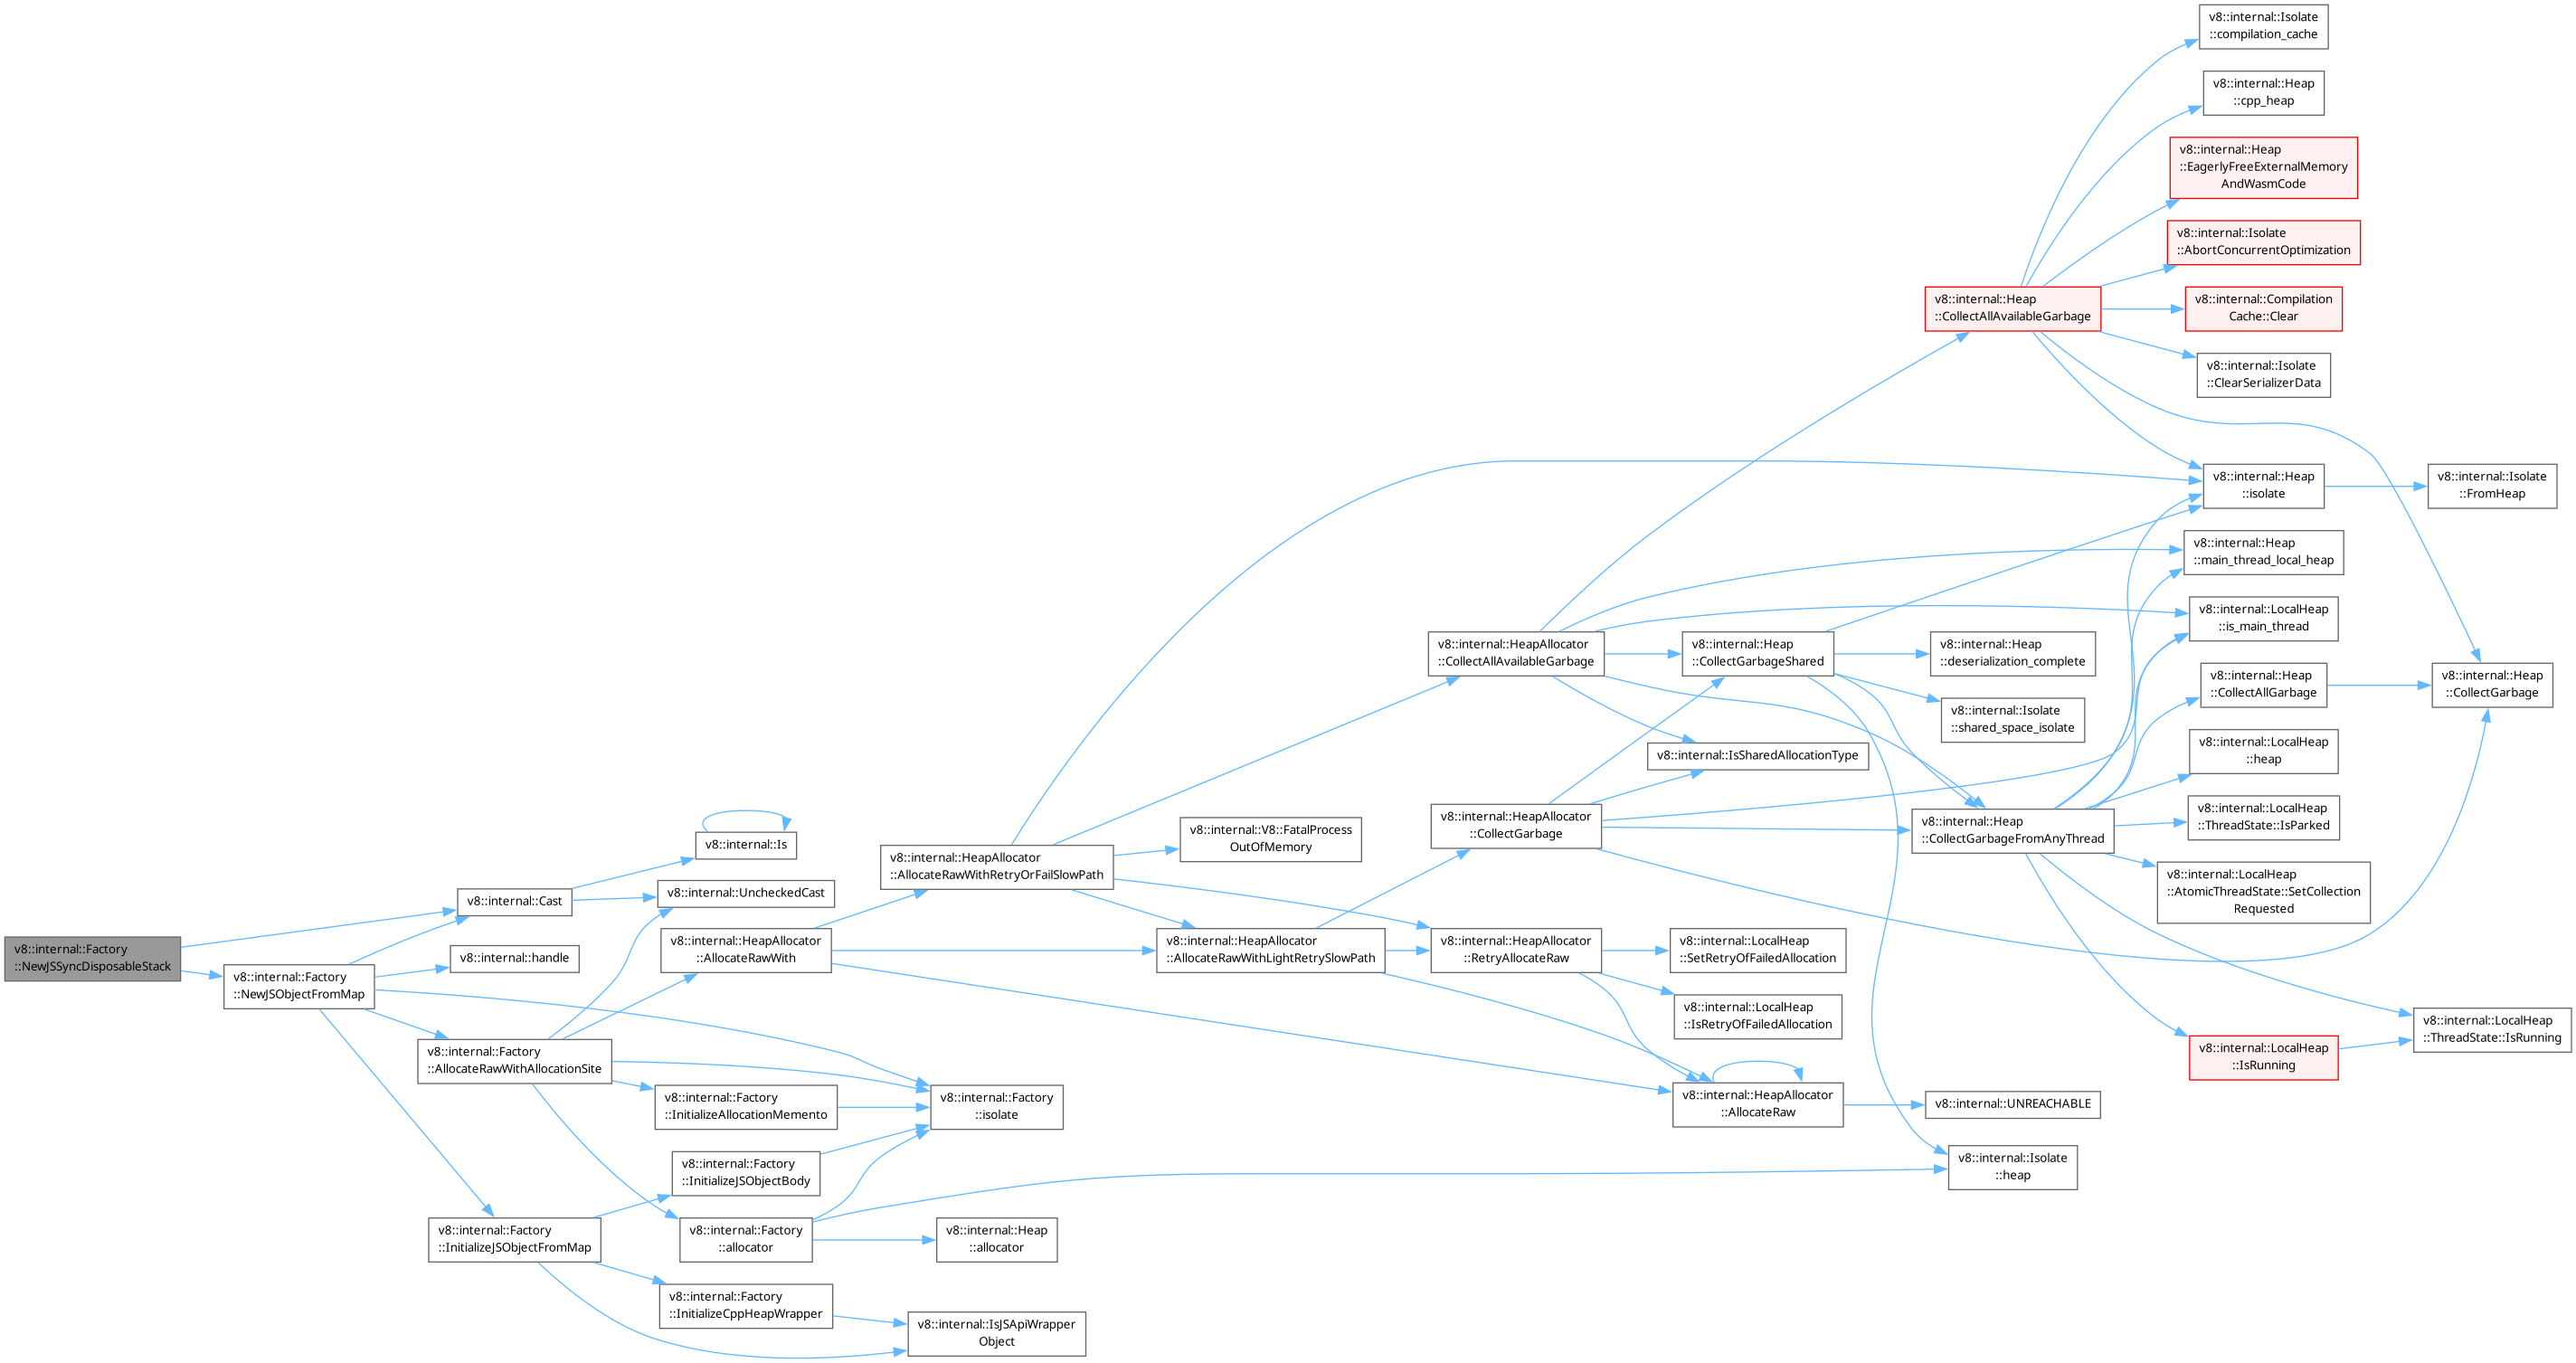 v8::internal::Factory
::NewJSSyncDisposableStack
v8::internal::Cast
v8::internal::Is
v8::internal::UncheckedCast
v8::internal::Factory
::NewJSObjectFromMap
v8::internal::handle
v8::internal::Factory
::AllocateRawWithAllocationSite
v8::internal::HeapAllocator
::AllocateRawWith
v8::internal::HeapAllocator
::AllocateRawWithRetryOrFailSlowPath
v8::internal::V8::FatalProcess
OutOfMemory
v8::internal::HeapAllocator
::AllocateRawWithLightRetrySlowPath
v8::internal::HeapAllocator
::CollectAllAvailableGarbage
v8::internal::HeapAllocator
::CollectGarbage
v8::internal::HeapAllocator
::RetryAllocateRaw
v8::internal::Heap
::CollectGarbageShared
v8::internal::IsSharedAllocationType
v8::internal::LocalHeap
::SetRetryOfFailedAllocation
v8::internal::LocalHeap
::IsRetryOfFailedAllocation
v8::internal::HeapAllocator
::AllocateRaw
v8::internal::Heap
::CollectAllAvailableGarbage
v8::internal::Heap
::deserialization_complete
v8::internal::Isolate
::shared_space_isolate
v8::internal::Heap
::CollectGarbageFromAnyThread
v8::internal::UNREACHABLE
v8::internal::Isolate
::heap
v8::internal::Isolate
::compilation_cache
v8::internal::Heap
::cpp_heap
v8::internal::Heap
::EagerlyFreeExternalMemory
AndWasmCode
v8::internal::Isolate
::AbortConcurrentOptimization
v8::internal::Compilation
Cache::Clear
v8::internal::Isolate
::ClearSerializerData
v8::internal::Heap
::isolate
v8::internal::Isolate
::FromHeap
v8::internal::Heap
::main_thread_local_heap
v8::internal::LocalHeap
::is_main_thread
v8::internal::Heap
::CollectAllGarbage
v8::internal::Heap
::CollectGarbage
v8::internal::LocalHeap
::heap
v8::internal::LocalHeap
::ThreadState::IsParked
v8::internal::LocalHeap
::AtomicThreadState::SetCollection
Requested
v8::internal::LocalHeap
::IsRunning
v8::internal::LocalHeap
::ThreadState::IsRunning
v8::internal::Factory
::InitializeAllocationMemento
v8::internal::Factory
::isolate
v8::internal::Factory
::InitializeJSObjectBody
v8::internal::Factory
::InitializeJSObjectFromMap
v8::internal::Factory
::allocator
v8::internal::Heap
::allocator
v8::internal::Factory
::InitializeCppHeapWrapper
v8::internal::IsJSApiWrapper
Object